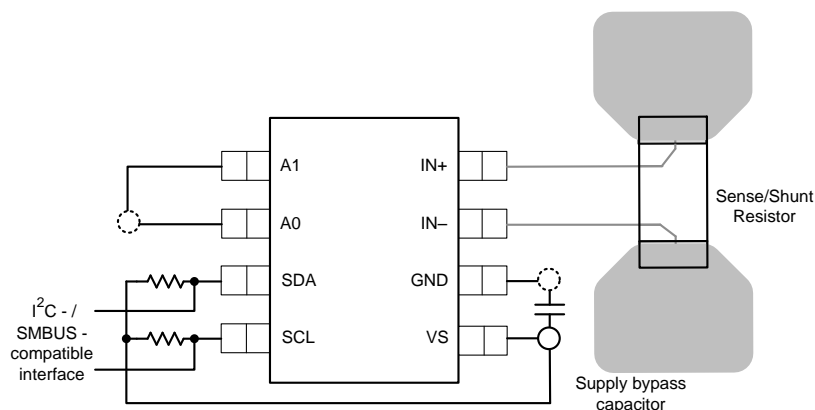 A1
IN+
A0
IN–
SDA
GND
SCL
VS
I²C - /
SMBUS -
compatible
interface
Sense/Shunt
Resistor
Supply bypass
capacitor